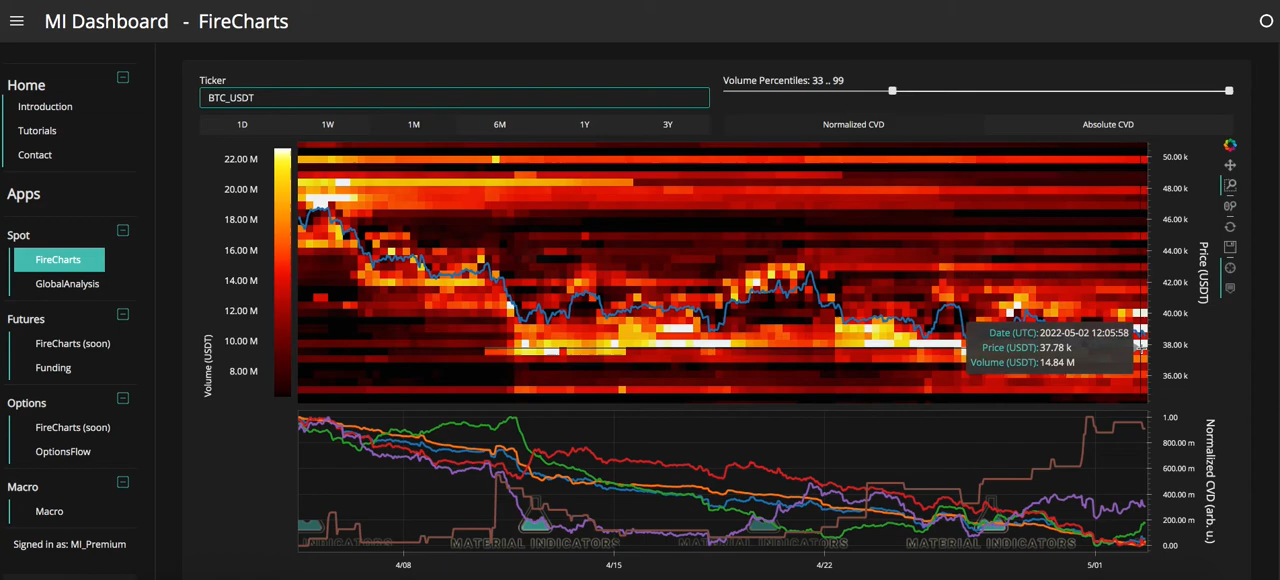 MI Dashboard - FireCharts
Home
Introduction
Tutorials
Contact
Apps
Spot
FireCharts
GlobalAnalysis
Futures
FireCharts (soon)
Funding
Options
FireCharts (soon)
OptionsFlow
Macro
Macro
Signed in as: MI_Premium
Ticker
BTC_USDT
Volume Percentiles: 33 .. 99
1D 1W 1M 6M 1Y 3Y Normalized CVD Absolute CVD
22.00 M
20.00 M
18.00 M
16.00 M
14.00 M
12.00 M
10.00 M
8.00 M
Volume (USDT)
50.00 k
48.00 k
46.00 k
44.00 k
42.00 k
40.00 k
38.00 k
36.00 k
Price (USDT)
Date (UTC): 2022-05-02 12:05:58
Price (USDT): 37.78 k
Volume (USDT): 14.84 M
1.00
800.00 m
600.00 m
400.00 m
200.00 m
0.00
Normalized CVD (arb. u.)
INDICATORS MATERIAL INDICATORS MATERIAL INDICATORS MATERIAL INDICATORS
4/08 4/15 4/22 5/01